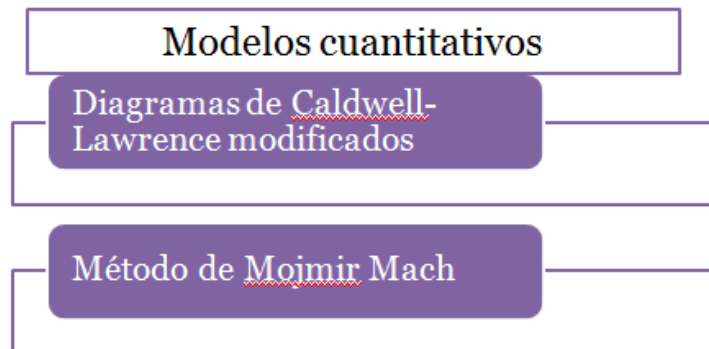 Modelos cuantitativos
Diagramas de Caldwell-
Lawrence modificados
Método de Mojmir Mach